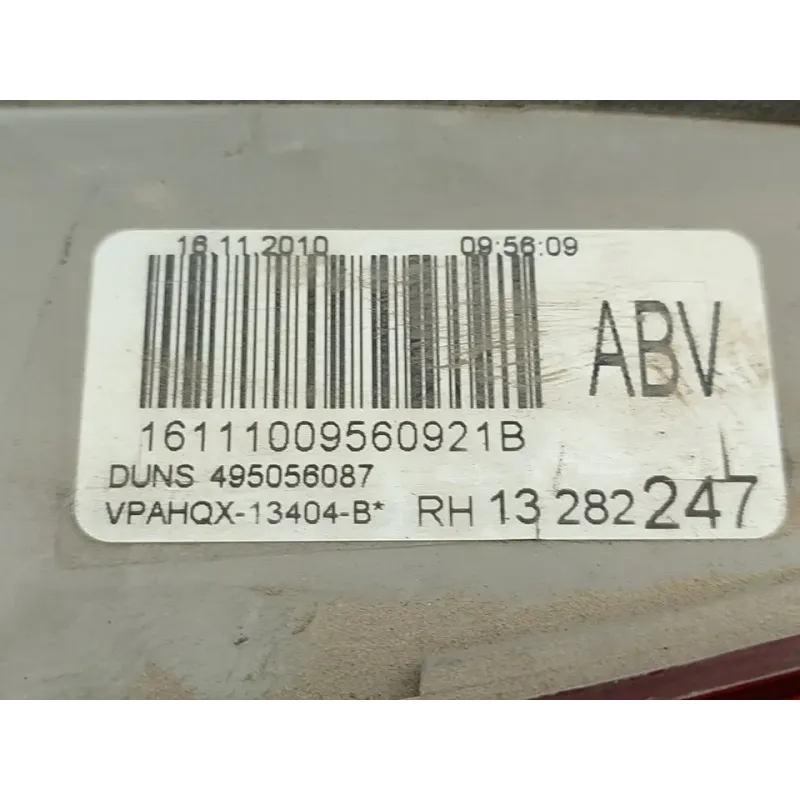 16.11.2010 09:56:09
ABV
16111009560921B
DUNS 495056087
VPAHQX-13404-B* RH 13 282 247